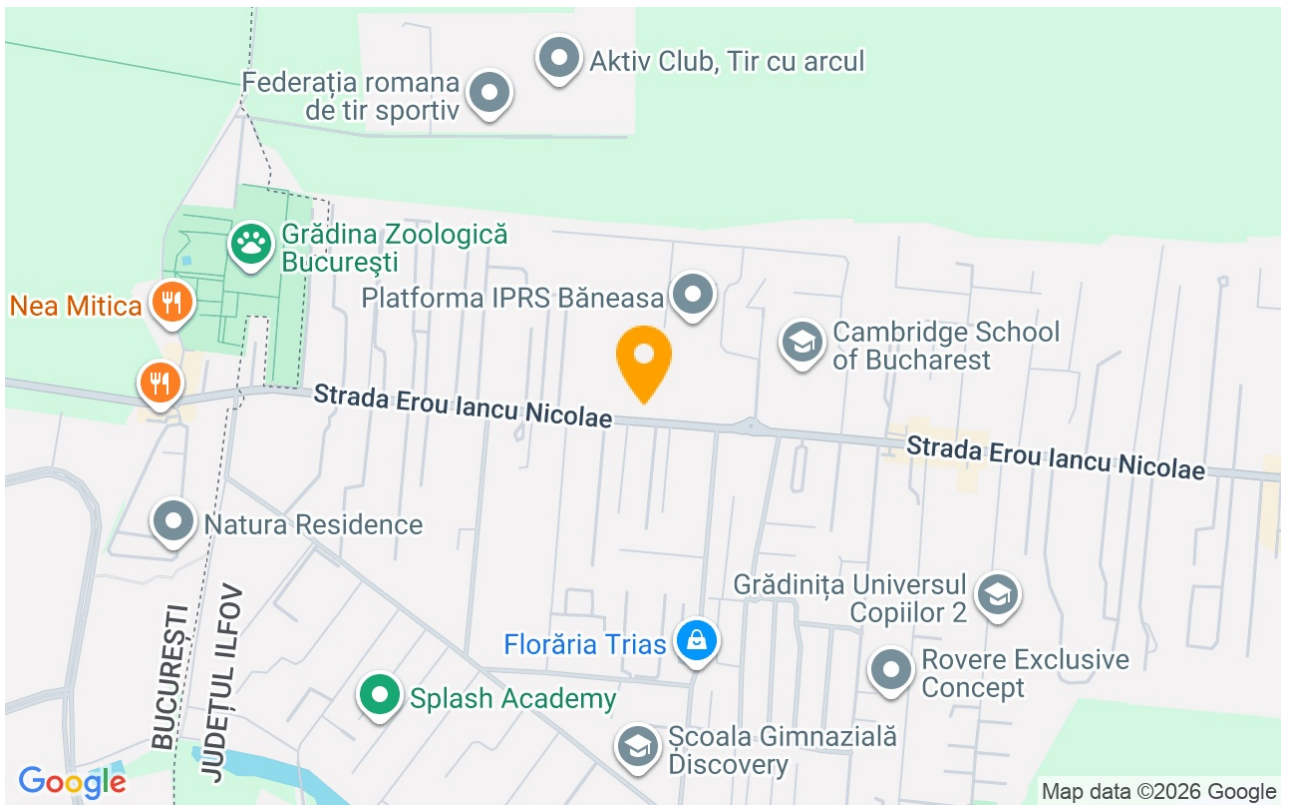 Aktiv Club, Tir cu arcul
Federația romana
de tir sportiv
Grădina Zoologică
Bucureşti
Nea Mitica
Platforma IPRS Băneasa
Cambridge School
of Bucharest
Strada Erou Iancu Nicolae
Strada Erou Iancu Nicolae
Natura Residence
Grădinița Universul
Copiilor 2
BUCUREȘTI
JUDEȚUL ILFOV
Florăria Trias
Rovere Exclusive
Concept
Splash Academy
Școala Gimnazială
Discovery
Google
Map data ©2026 Google